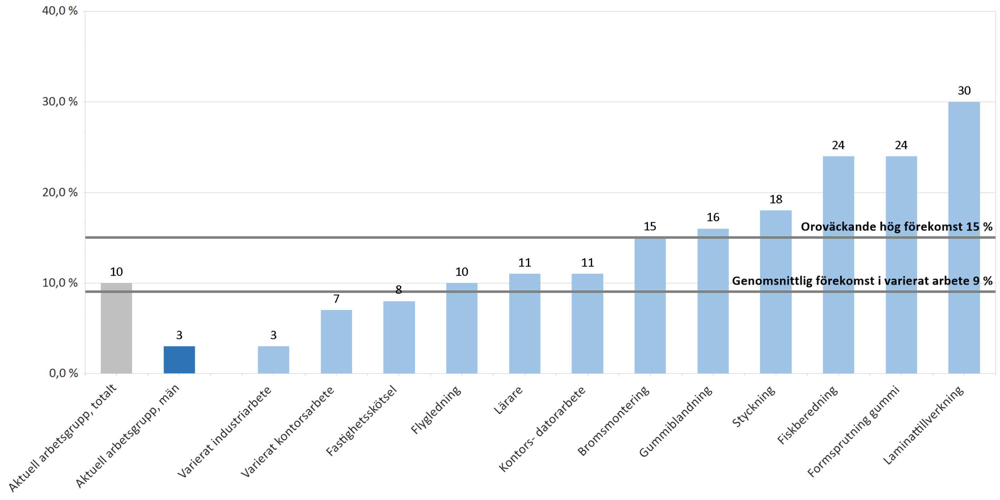 40,0 %
30,0 %
20,0 %
10,0 %
0,0 %
10
3
3
7
8
10
11
11
15
16
18
24
24
30
Oroväckande hög förekomst 15 %
Genomsnittlig förekomst i varierat arbete 9 %
Aktuell arbetsgrupp, totalt
Aktuell arbetsgrupp, män
Varierat industriarbete
Varierat kontorsarbete
Fastighetsskötsel
Flygledning
Lärare
Kontors- datorarbete
Bromsmontering
Gummiblandning
Styckning
Fiskberedning
Formsprutning gummi
Laminattillverkning